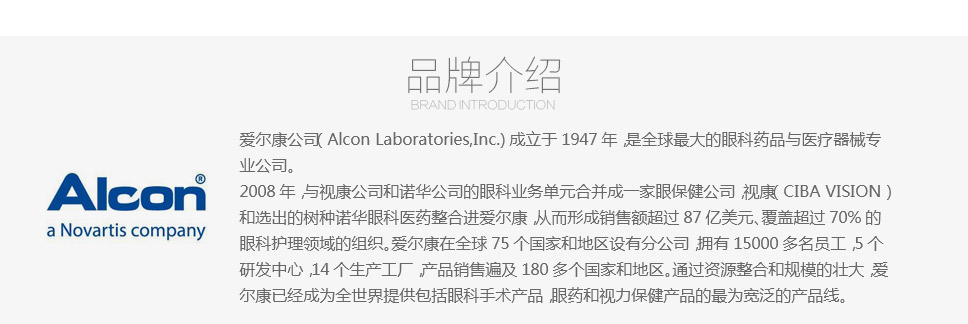 品牌介绍
BRAND INTRODUCTION
爱尔康公司( Alcon Laboratories,Inc.) 成立于 1947 年 ,是全球最大的眼科药品与医疗器械专
业公司。
2008 年 ,与视康公司和诺华公司的眼科业务单元合并成一家眼保健公司 ,视康( CIBA VISION )
和选出的树种诺华眼科医药整合进爱尔康 ,从而形成销售额超过 87 亿美元、覆盖超过 70% 的
眼科护理领域的组织。爱尔康在全球 75 个国家和地区设有分公司 ,拥有 15000 多名员工 ,5 个
研发中心 ,14 个生产工厂 ,产品销售遍及 180 多个国家和地区。通过资源整合和规模的壮大 ,爱
尔康已经成为全世界提供包括眼科手术产品 ,眼药和视力保健产品的最为宽泛的产品线。
Alcon®
a Novartis company